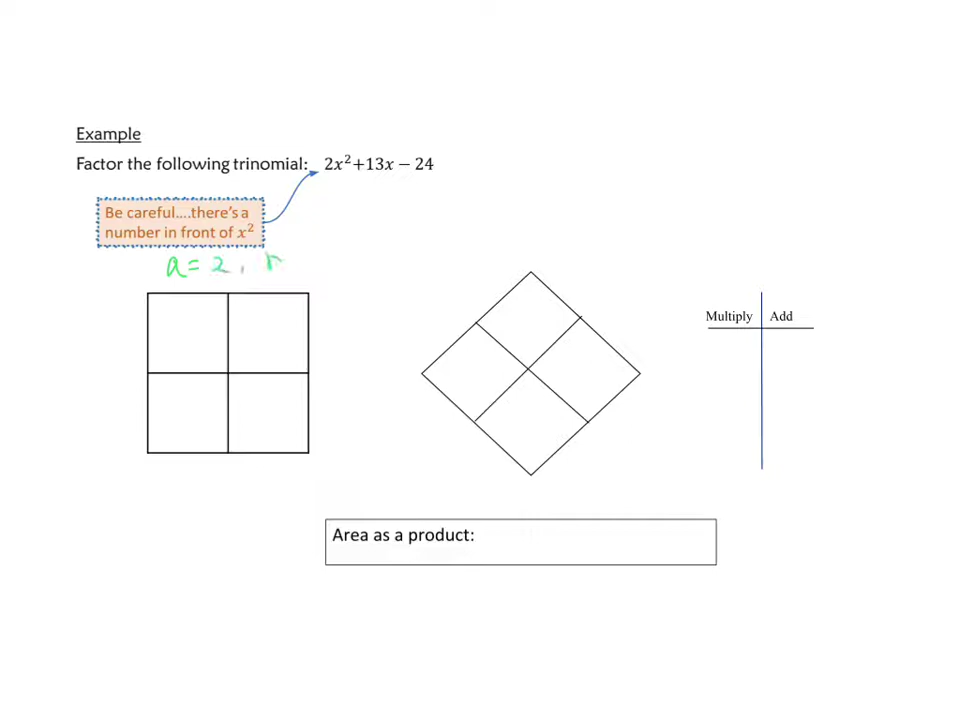 Example
Factor the following trinomial: 2x²+13x − 24
Be careful....there's a
number in front of x²
a = 2 ,
Multiply Add
Area as a product: